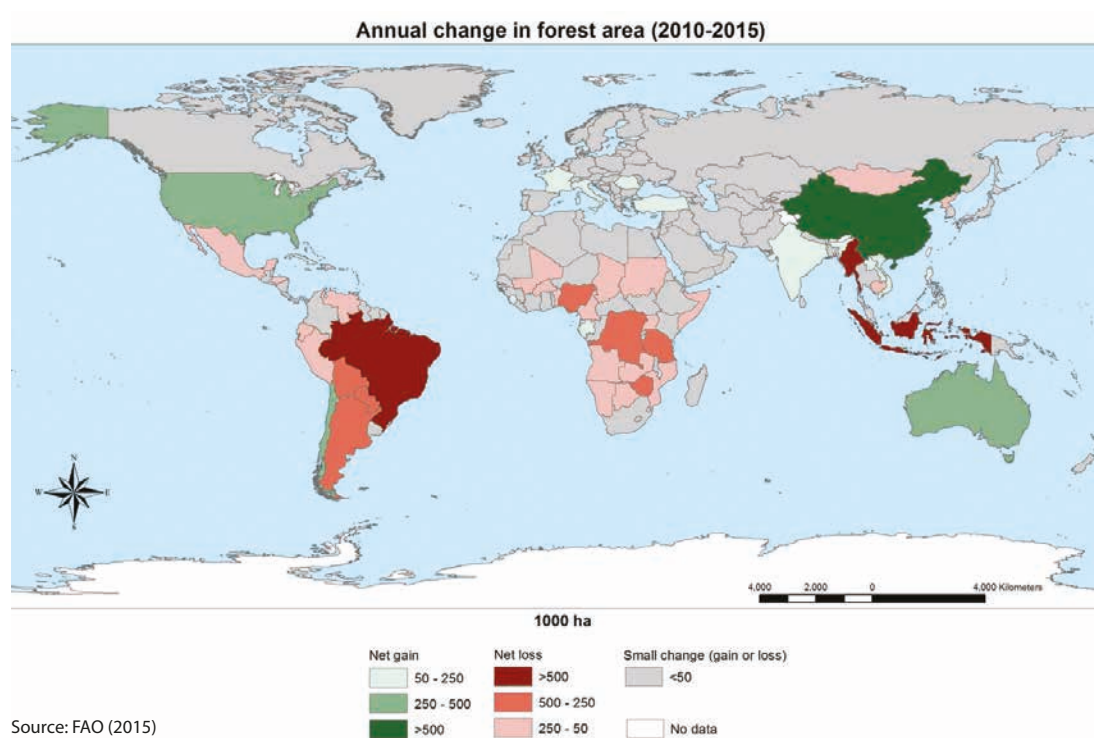 Annual change in forest area (2010-2015)
N
W E
S
4.000 2.000 0 4.000 Kilometers
1000 ha
Net gain Net loss Small change (gain or loss)
50 - 250 >500 <50
250 - 500 500 - 250
>500 250 - 50 No data
Source: FAO (2015)